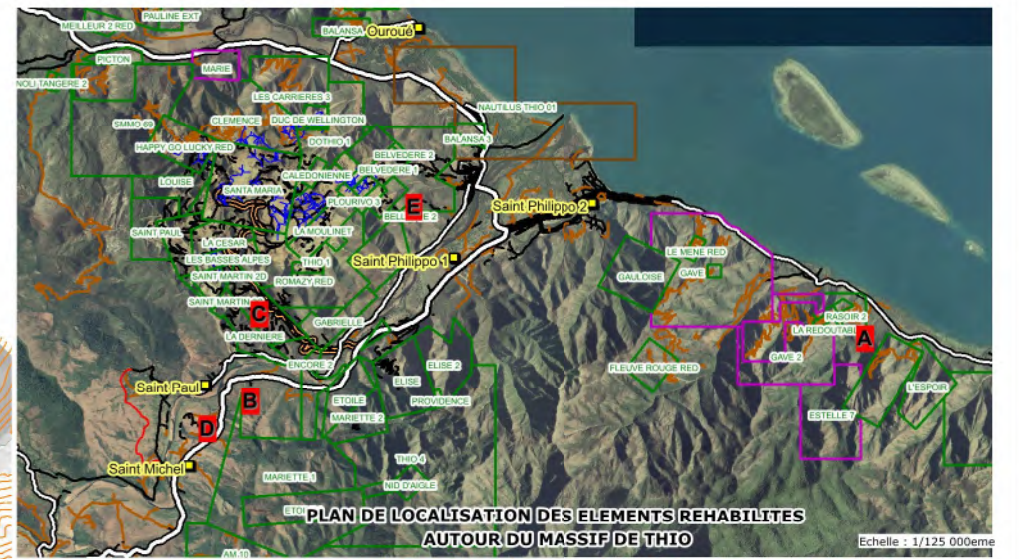 PAULINE EXT
MEILLEUR 2 RED
BALANSA
Ouroué
PICTON
MARIE
NOLI TANGERE 2
LES CARRIERES 3
NAUTILUS THIO 01
SMMO 69
CLEMENCE
DUC DE WELLINGTON
DOTHIO 1
BALANSA 3
HAPPY GO LUCKY RED
BELVEDERE 2
BELVEDERE 1
LOUISE
CALEDONIENNE
SANTA MARIA
PLOURIVO 3
E
Saint Philippo 2
SAINT PAUL
LA MOULINET
LA CESAR
LE MENE RED
LES BASSES ALPES
THIO 1
Saint Philippo 1
GAULOISE
GAVE
SAINT MARTIN 2D
ROMAZY RED
SAINT MARTIN
C
GABRIELLE
RASOIR 2
LA DERNIERE
LA REDOUTABL
A
GAVE 2
ENCORE 2
ELISE 2
FLEUVE ROUGE RED
Saint Paul
ELISE
L'ESPOIR
B
ETOILE
PROVIDENCE
MARIETTE 2
ESTELLE 7
D
Saint Michel
THIO 4
MARIETTE 1
NID D'AIGLE
PLAN DE LOCALISATION DES ELEMENTS REHABILITES
AUTOUR DU MASSIF DE THIO
AM 10
Echelle : 1/125 000eme